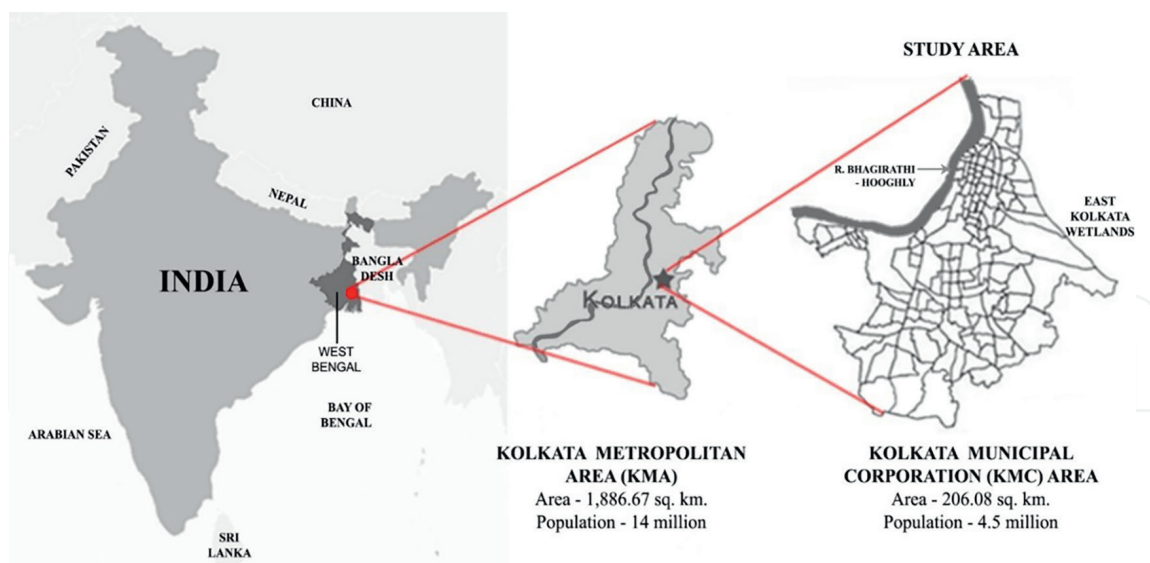 CHINA
PAKISTAN
NEPAL
INDIA
BANGLA
DESH
WEST
BENGAL
BAY OF
BENGAL
ARABIAN SEA
SRI
LANKA
KOLKATA
KOLKATA METROPOLITAN
AREA (KMA)
Area - 1,886.67 sq. km.
Population - 14 million
STUDY AREA
R. BHAGIRATHI
- HOOGHLY
EAST
KOLKATA
WETLANDS
KOLKATA MUNICIPAL
CORPORATION (KMC) AREA
Area - 206.08 sq. km.
Population - 4.5 million